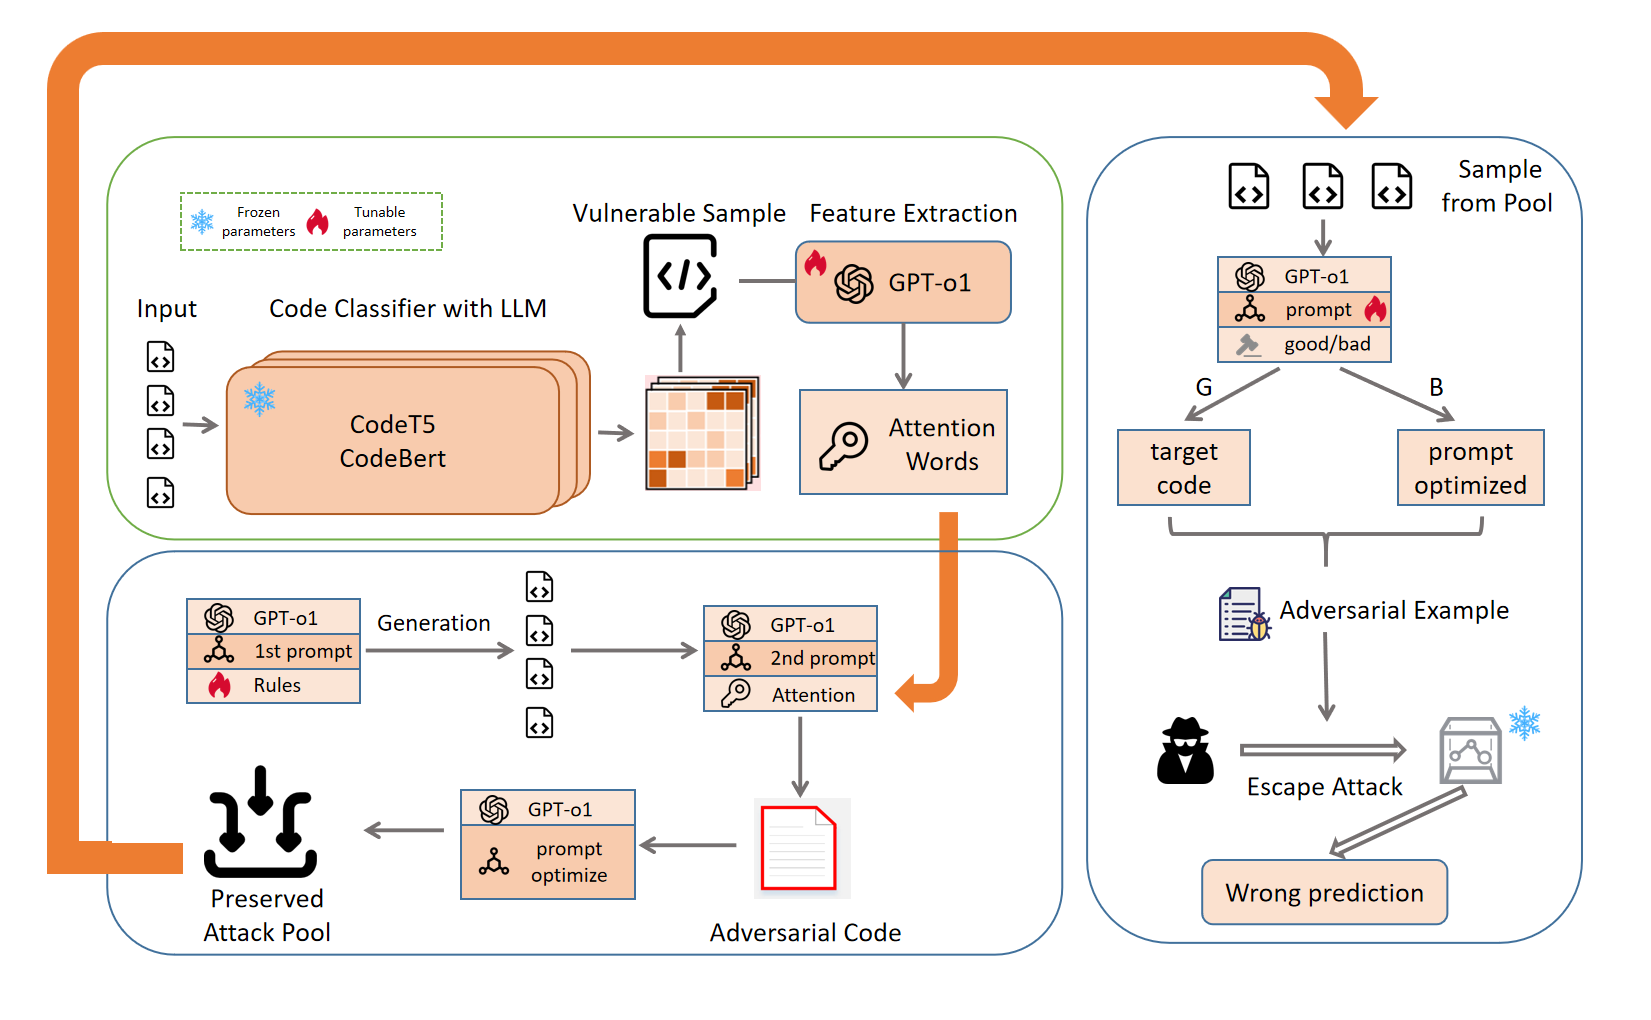 Frozen
parameters
Tunable
parameters
Input
Code Classifier with LLM
CodeT5
CodeBert
Vulnerable Sample
Feature Extraction
GPT-o1
Attention
Words
GPT-o1
1st prompt
Rules
Generation
GPT-o1
2nd prompt
Attention
Adversarial Code
GPT-o1
prompt
optimize
Preserved
Attack Pool
Sample
from Pool
GPT-o1
prompt
good/bad
G
B
target
code
prompt
optimized
Adversarial Example
Escape Attack
Wrong prediction